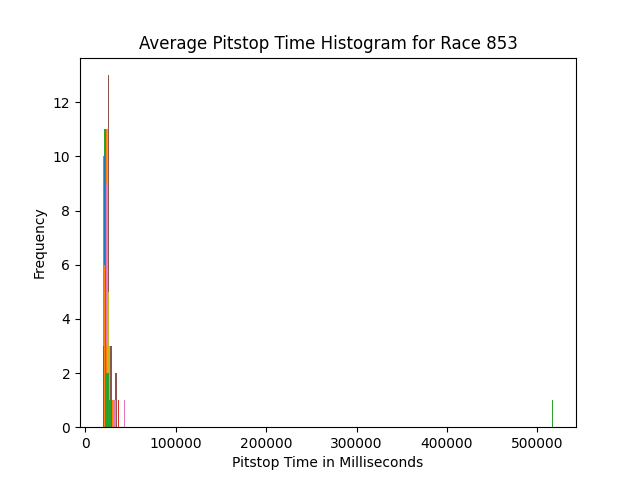 Average Pitstop Time Histogram for Race 853
12
10
8
6
4
2
0
Frequency
0 100000 200000 300000 400000 500000
Pitstop Time in Milliseconds